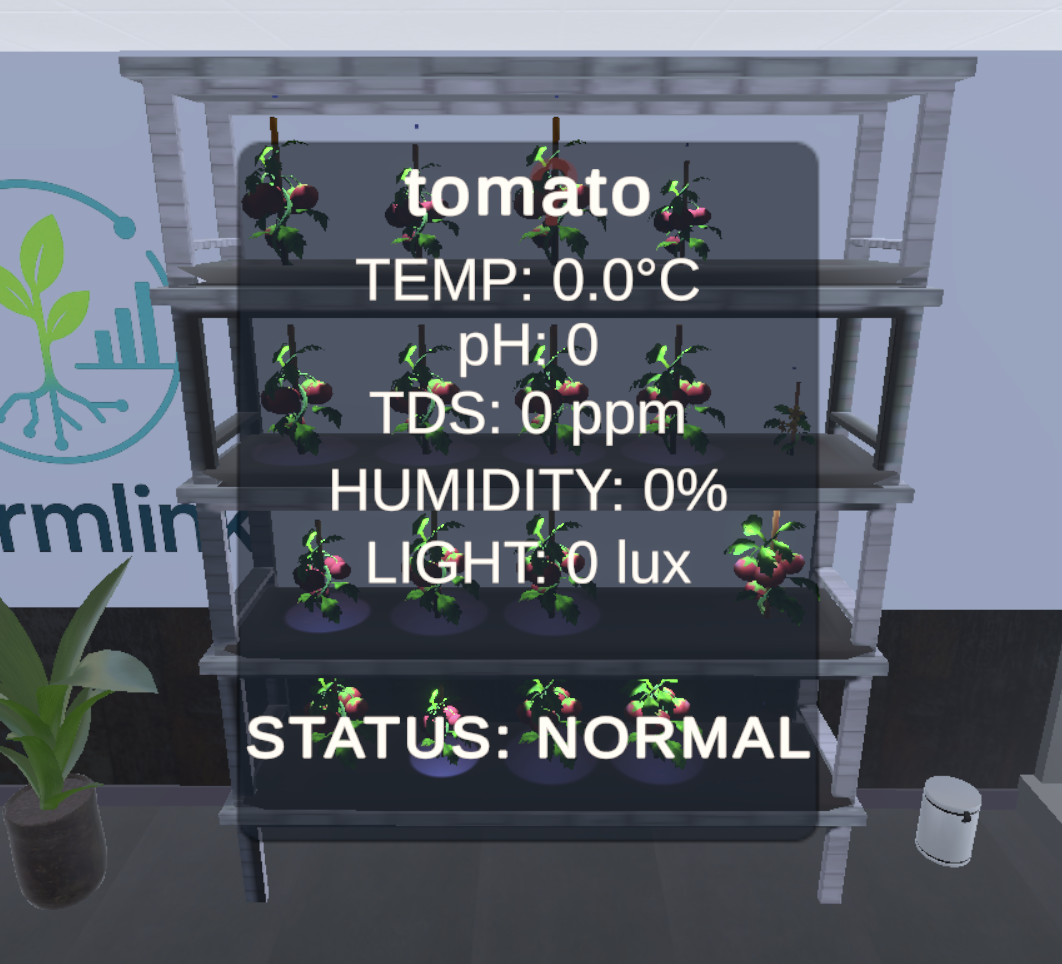 tomato
TEMP: 0.0°C
pH: 0
TDS: 0 ppm
HUMIDITY: 0%
LIGHT: 0 lux
STATUS: NORMAL